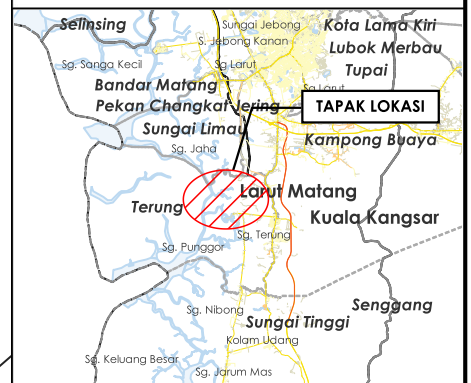 Selinsing
Sungai Jebong
Kota Lama Kiri
S. Jebong Kanan
Lubok Merbau
Sg. Sanga Kecil
Sg Larut
Tupai
Bandar Matang
Sg Larut
Pekan Changkat Jering
TAPAK LOKASI
Sungai Limau
Kampong Buaya
Sg. Jaha
Larut Matang
Terung
Kuala Kangsar
Sg. Terung
Sg. Punggor
Sg. Nibong
Senggang
Sungai Tinggi
Kolam Udang
Sg. Keluang Besar
Sg. Jarum Mas